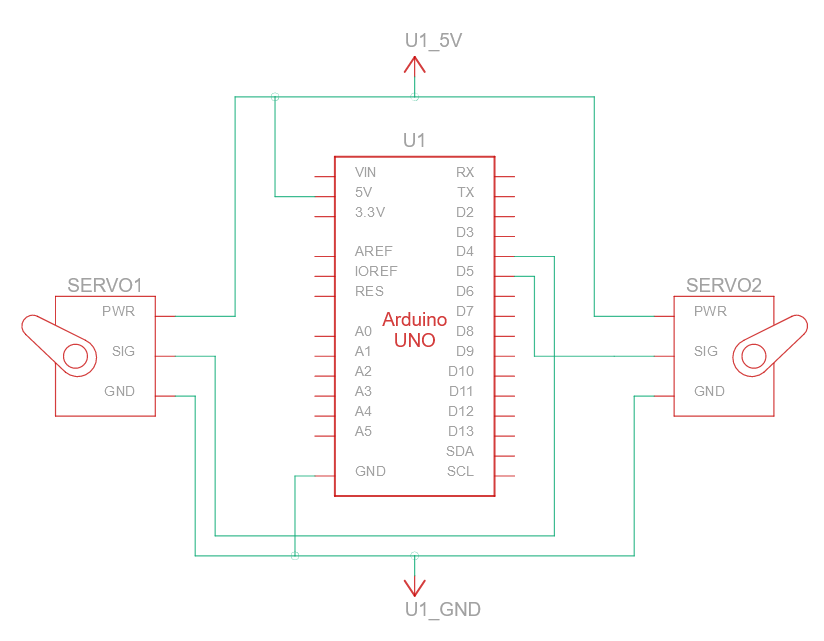 U1_5V
U1
VIN
5V
3.3V
AREF
IOREF
RES
A0
A1
A2
A3
A4
A5
GND
RX
TX
D2
D3
D4
D5
D6
D7
D8
D9
D10
D11
D12
D13
SDA
SCL
Arduino
UNO
SERVO1
PWR
SIG
GND
SERVO2
PWR
SIG
GND
U1_GND